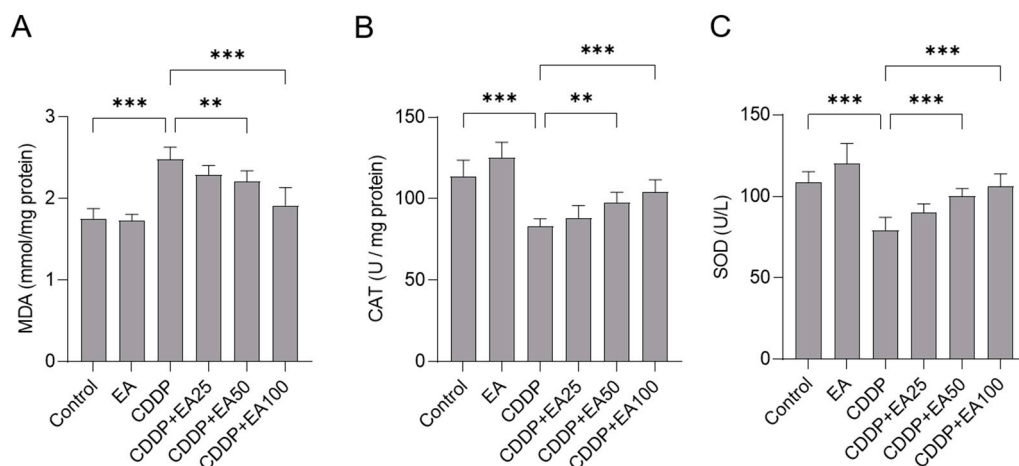 A
***
***
**
MDA (mmol/mg protein)
3
2
1
0
Control
EA
CDDP
CDDP+EA25
CDDP+EA50
CDDP+EA100
B
***
***
**
CAT (U / mg protein)
150
100
50
0
Control
EA
CDDP
CDDP+EA25
CDDP+EA50
CDDP+EA100
C
***
***
***
SOD (U/L)
150
100
50
0
Control
EA
CDDP
CDDP+EA25
CDDP+EA50
CDDP+EA100